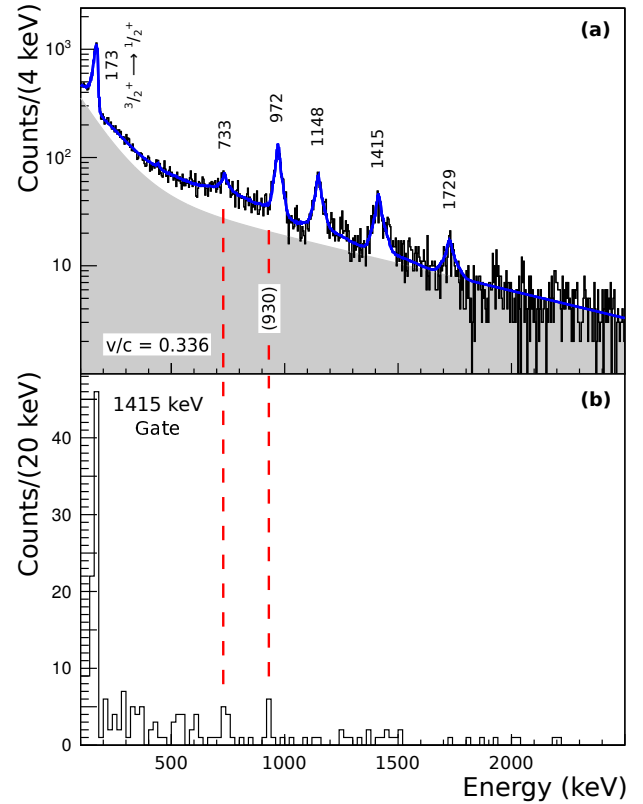 Counts/(4 keV)
10³
10²
10
(a)
173
³/₂⁺ → ¹/₂⁺
733
972
1148
1415
1729
(930)
v/c = 0.336
Counts/(20 keV)
40
30
20
10
0
(b)
1415 keV
Gate
500
1000
1500
2000
Energy (keV)